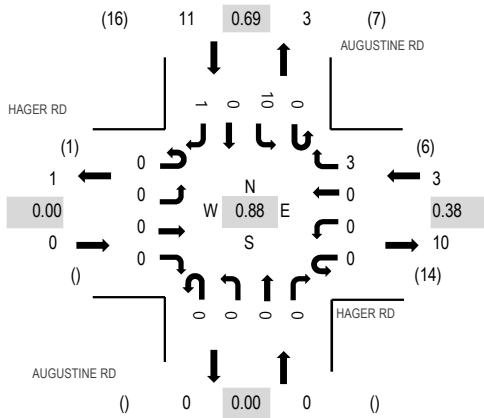 (16) 11 0.69 3 (7)
AUGUSTINE RD
HAGER RD
1 0 10 0
(1) 0 3 (6)
1 0 N 0 3
0.00 0 W 0.88 E 0 0.38
0 0 S 0 10
() (14)
0 0 0 0
HAGER RD
AUGUSTINE RD
() 0 0.00 0 ()